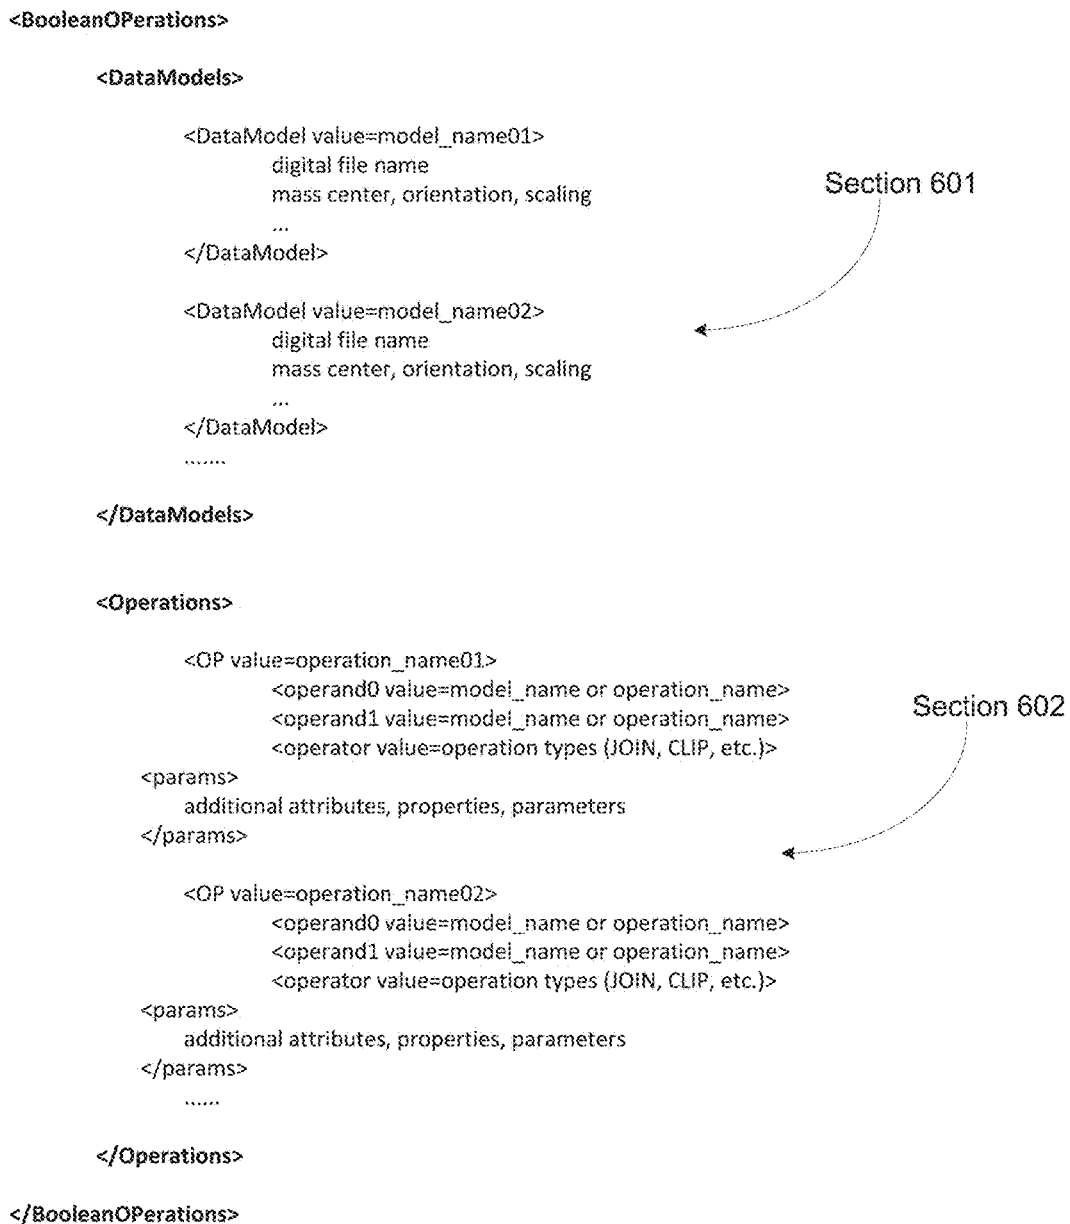 <BooleanOPerations>
<DataModels>
<DataModel value=model_name01>
digital file name
mass center, orientation, scaling
...
</DataModel>
Section 601
<DataModel value=model_name02>
digital file name
mass center, orientation, scaling
...
</DataModel>
.......
</DataModels>
<Operations>
<OP value=operation_name01>
<operand0 value=model_name or operation_name>
<operand1 value=model_name or operation_name>
<operator value=operation types (JOIN, CLIP, etc.)>
Section 602
<params>
additional attributes, properties, parameters
</params>
<OP value=operation_name02>
<operand0 value=model_name or operation_name>
<operand1 value=model_name or operation_name>
<operator value=operation types (JOIN, CLIP, etc.)>
<params>
additional attributes, properties, parameters
</params>
......
</Operations>
</BooleanOPerations>